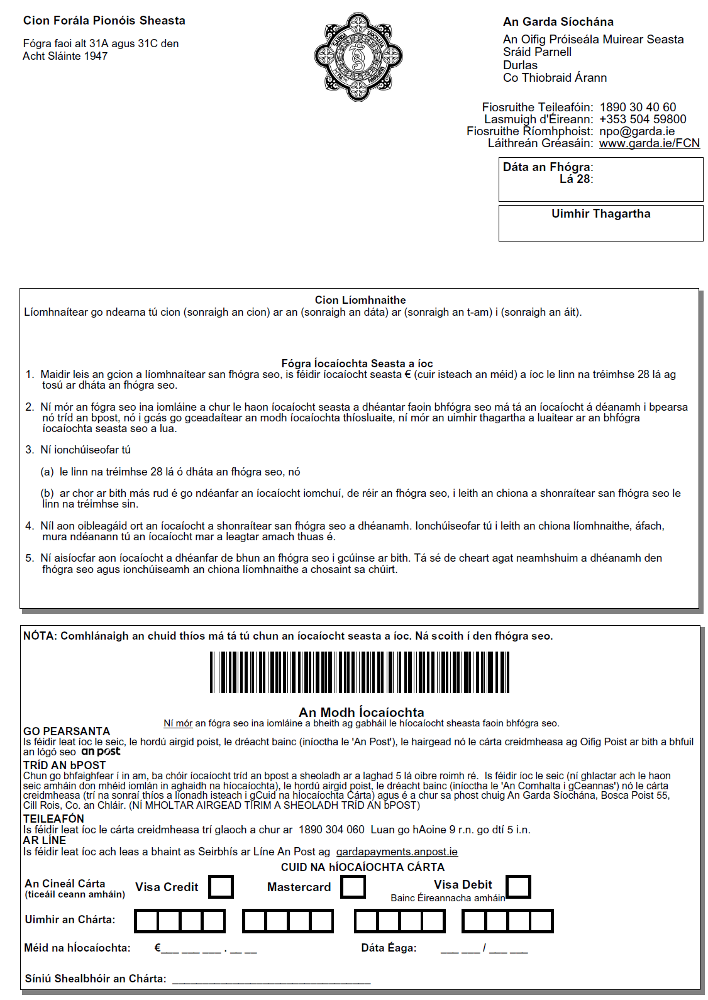 Cion Forála Pionóis Sheasta
Fógra faoi alt 31A agus 31C den
Acht Sláinte 1947
An Garda Síochána
An Oifig Próiseála Muirear Seasta
Sráid Parnell
Durlas
Co Thiobraid Árann
Fiosruithe Teileafóin: 1890 30 40 60
Lasmuigh d'Éireann: +353 504 59800
Fiosruithe Ríomhphoist: npo@garda.ie
Láithreán Gréasáin: www.garda.ie/FCN
Dáta an Fhógra:
Lá 28:
Uimhir Thagartha
Cion Líomhnaithe
Líomhnaítear go ndearna tú cion (sonraigh an cion) ar an (sonraigh an dáta) ar (sonraigh an t-am) i (sonraigh an áit).
Fógra Íocaíochta Seasta a íoc
1. Maidir leis an gcion a líomhnaítear san fhógra seo, is féidir íocaíocht seasta € (cuir isteach an méid) a íoc le linn na tréimhse 28 lá ag
tosú ar dháta an fhógra seo.
2. Ní mór an fógra seo ina iomláine a chur le haon íocaíocht seasta a dhéantar faoin bhfógra seo má tá an íocaíocht á déanamh i bpearsa
nó tríd an bpost, nó i gcás go gceadaítear an modh íocaíochta thíosluaite, ní mór an uimhir thagartha a luaitear ar an bhfógra
íocaíochta seasta seo a lua.
3. Ní ionchúiseofar tú
(a) le linn na tréimhse 28 lá ó dháta an fhógra seo, nó
(b) ar chor ar bith más rud é go ndéanfar an íocaíocht iomchuí, de réir an fhógra seo, i leith an chiona a shonraítear san fhógra seo le
linn na tréimhse sin.
4. Níl aon oibleagáid ort an íocaíocht a shonraítear san fhógra seo a dhéanamh. Ionchúiseofar tú i leith an chiona líomhnaithe, áfach,
mura ndéanann tú an íocaíocht mar a leagtar amach thuas é.
5. Ní aisíocfar aon íocaíocht a dhéanfar de bhun an fhógra seo i gcúinse ar bith. Tá sé de cheart agat neamhshuim a dhéanamh den
fhógra seo agus ionchúiseamh an chiona líomhnaithe a chosaint sa chúirt.
NÓTA: Comhlánaigh an chuid thíos má tá tú chun an íocaíocht seasta a íoc. Ná scoith í den fhógra seo.
An Modh Íocaíochta
Ní mór an fógra seo ina iomláine a bheith ag gabháil le híocaíocht sheasta faoin bhfógra seo.
GO PEARSANTA
Is féidir leat íoc le seic, le hordú airgid poist, le dréacht bainc (iníoctha le 'An Post'), le hairgead nó le cárta creidmheasa ag Oifig Poist ar bith a bhfuil
an lógó seo an post
TRÍD AN bPOST
Chun go bhfaighfear í in am, ba chóir íocaíocht tríd an bpost a sheoladh ar a laghad 5 lá oibre roimh ré. Is féidir íoc le seic (ní ghlactar ach le haon
seic amháin don mhéid iomlán in aghaidh na híocaíochta), le hordú airgid poist, le dréacht bainc (iníoctha le 'An Comhalta i gCeannas') nó le cárta
creidmheasa (trí na sonraí thíos a líonadh isteach i gCuid na hÍocaíochta Cárta) agus é a chur sa phost chuig An Garda Síochána, Bosca Poist 55,
Cill Rois, Co. an Chláir. (NÍ MHOLTAR AIRGEAD TIRIM A SHEOLADH TRÍD AN bPOST)
TEILEAFÓN
Is féidir leat íoc le cárta creidmheasa trí glaoch a chur ar 1890 304 060 Luan go hAoine 9 r.n. go dtí 5 i.n.
AR LÍNE
Is féidir leat íoc ach leas a bhaint as Seirbhís ar Líne An Post ag gardapayments.anpost.ie
CUID NA hÍOCAÍOCHTA CÁRTA
An Cineál Cárta
(ticeáil ceann amháin)
Visa Credit
Mastercard
Visa Debit
Bainc Éireannacha amháin
Uimhir an Chárta:
Méid na hÍocaíochta: €___ ___ ___ . __ __ Dáta Éaga: ___ ___ / ___ ___
Síniú Shealbhóir an Chárta: ________________________________